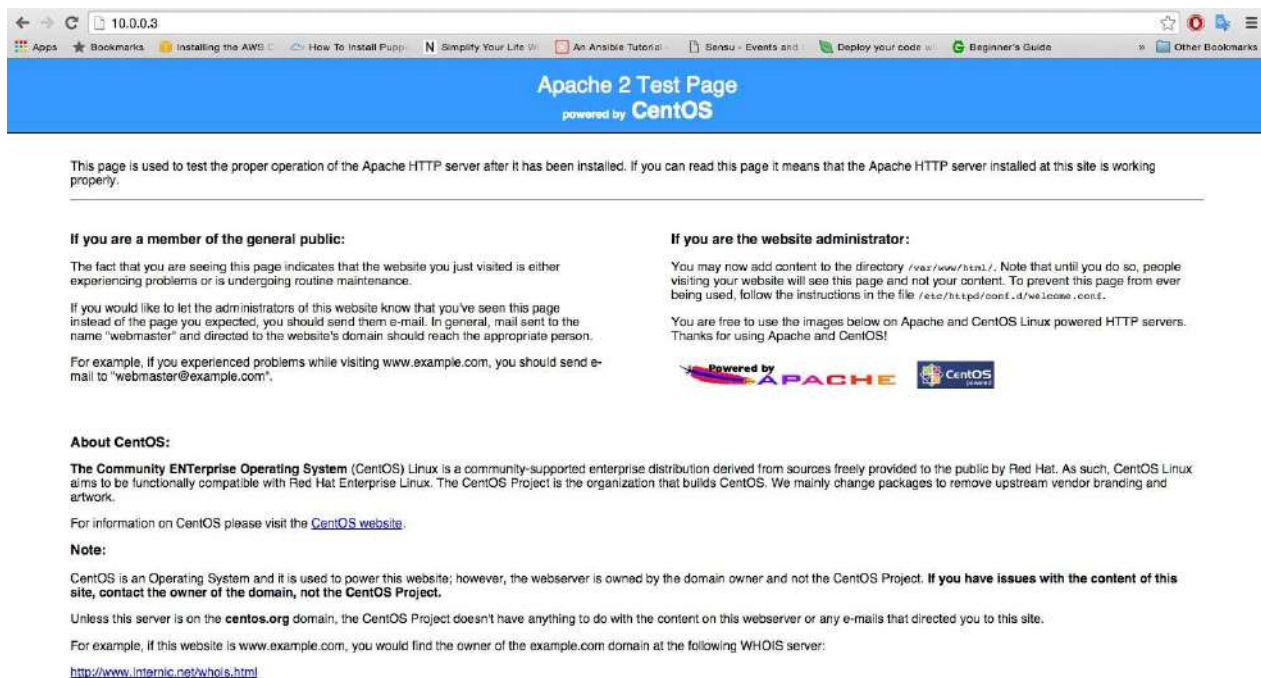 10.0.0.3
Apps Bookmarks Installing the AWS C How To Install Pupp Simplify Your Life Wi An Ansible Tutorial - Sensu - Events and Deploy your code w Beginner's Guide » Other Bookmarks
Apache 2 Test Page
powered by CentOS
This page is used to test the proper operation of the Apache HTTP server after it has been installed. If you can read this page it means that the Apache HTTP server installed at this site is working
properly.
If you are a member of the general public:
The fact that you are seeing this page indicates that the website you just visited is either
experiencing problems or is undergoing routine maintenance.
If you would like to let the administrators of this website know that you've seen this page
instead of the page you expected, you should send them e-mail. In general, mail sent to the
name "webmaster" and directed to the website's domain should reach the appropriate person.
For example, if you experienced problems while visiting www.example.com, you should send e-
mail to "webmaster@example.com".
If you are the website administrator:
You may now add content to the directory /var/www/html/. Note that until you do so, people
visiting your website will see this page and not your content. To prevent this page from ever
being used, follow the instructions in the file /etc/httpd/conf.d/welcome.conf.
You are free to use the images below on Apache and CentOS Linux powered HTTP servers.
Thanks for using Apache and CentOS!
Powered by
APACHE
CentOS
powered
About CentOS:
The Community ENTerprise Operating System (CentOS) Linux is a community-supported enterprise distribution derived from sources freely provided to the public by Red Hat. As such, CentOS Linux
aims to be functionally compatible with Red Hat Enterprise Linux. The CentOS Project is the organization that builds CentOS. We mainly change packages to remove upstream vendor branding and
artwork.
For information on CentOS please visit the CentOS website.
Note:
CentOS is an Operating System and it is used to power this website; however, the webserver is owned by the domain owner and not the CentOS Project. If you have issues with the content of this
site, contact the owner of the domain, not the CentOS Project.
Unless this server is on the centos.org domain, the CentOS Project doesn't have anything to do with the content on this webserver or any e-mails that directed you to this site.
For example, if this website is www.example.com, you would find the owner of the example.com domain at the following WHOIS server:
http://www.internic.net/whois.html